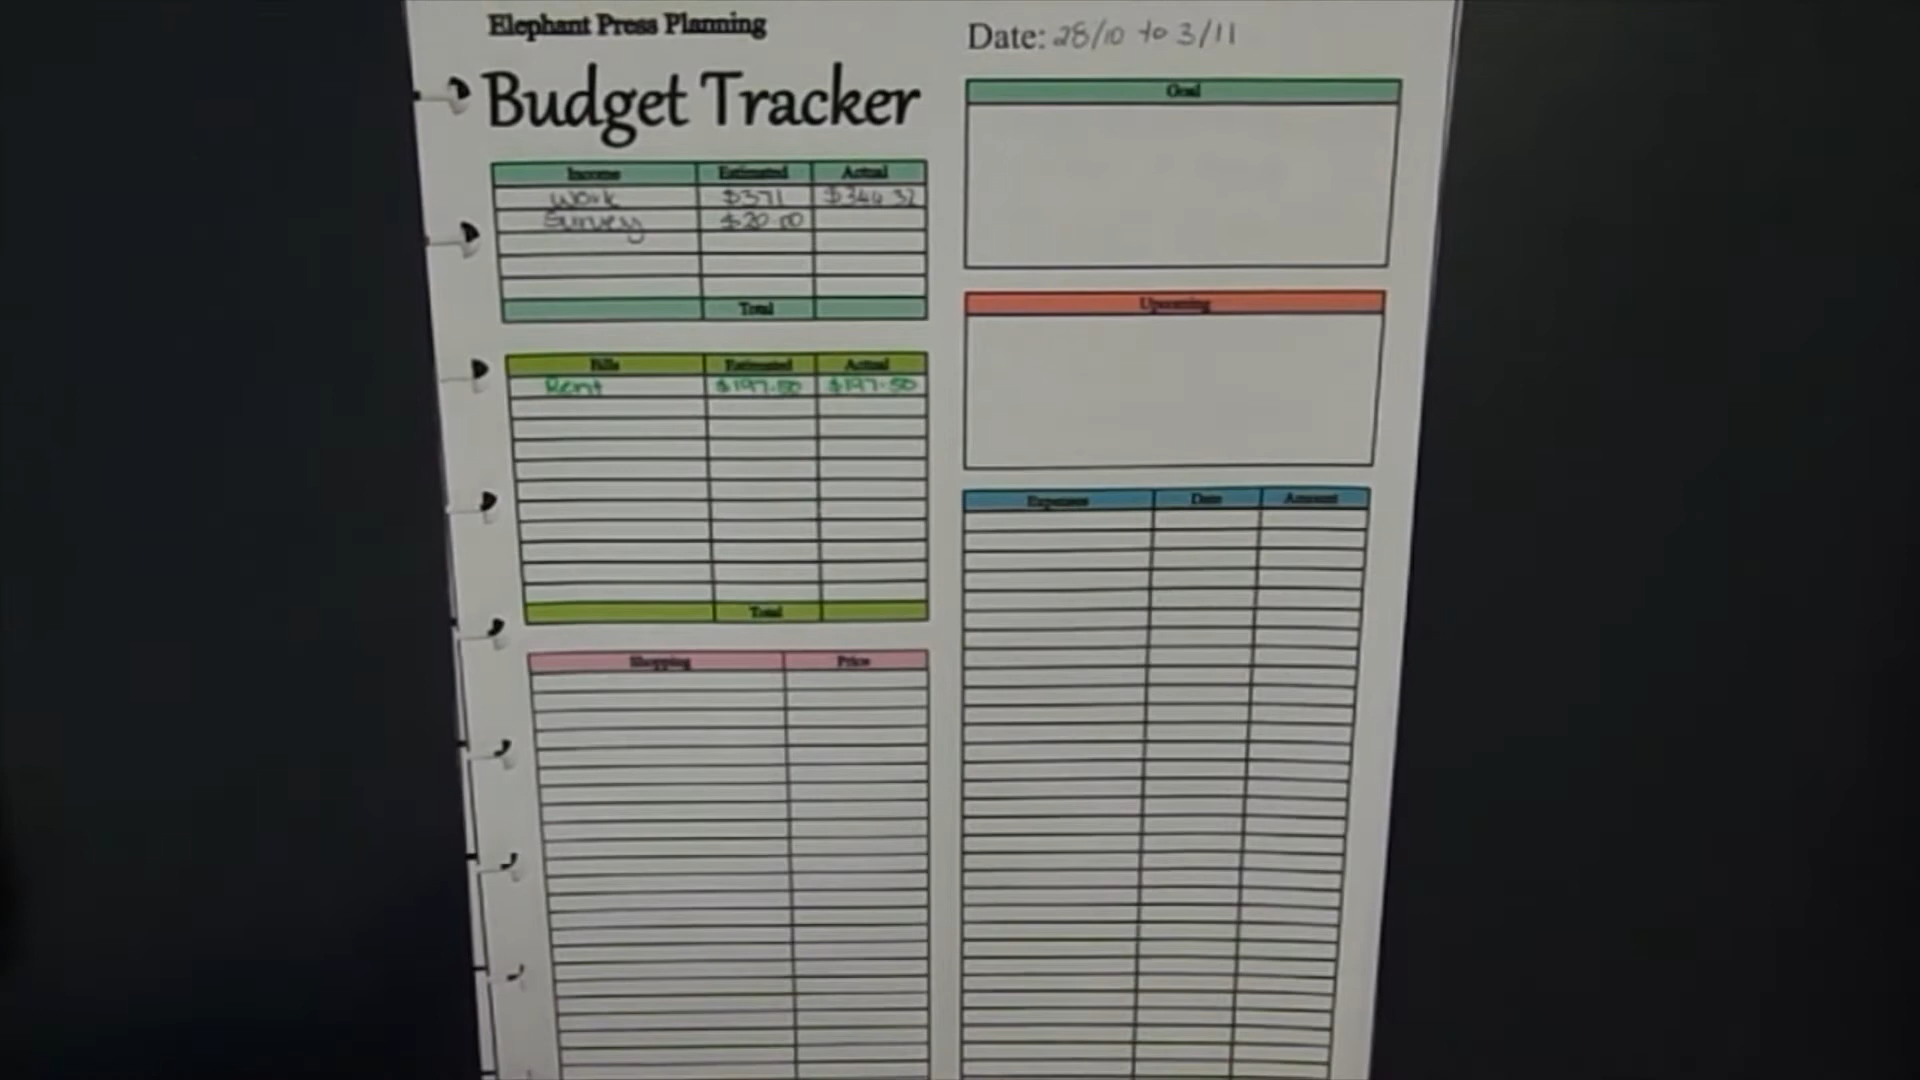 Elephant Press Planning
Budget Tracker
Income Estimated Actual
Work $371 $344.32
Survey $20.00
Total
Bills Estimated Actual
Rent $197.50 $197.50
Total
Shopping Price
Date: 28/10 to 3/11
Goal
Upcoming
Expenses Date Amount